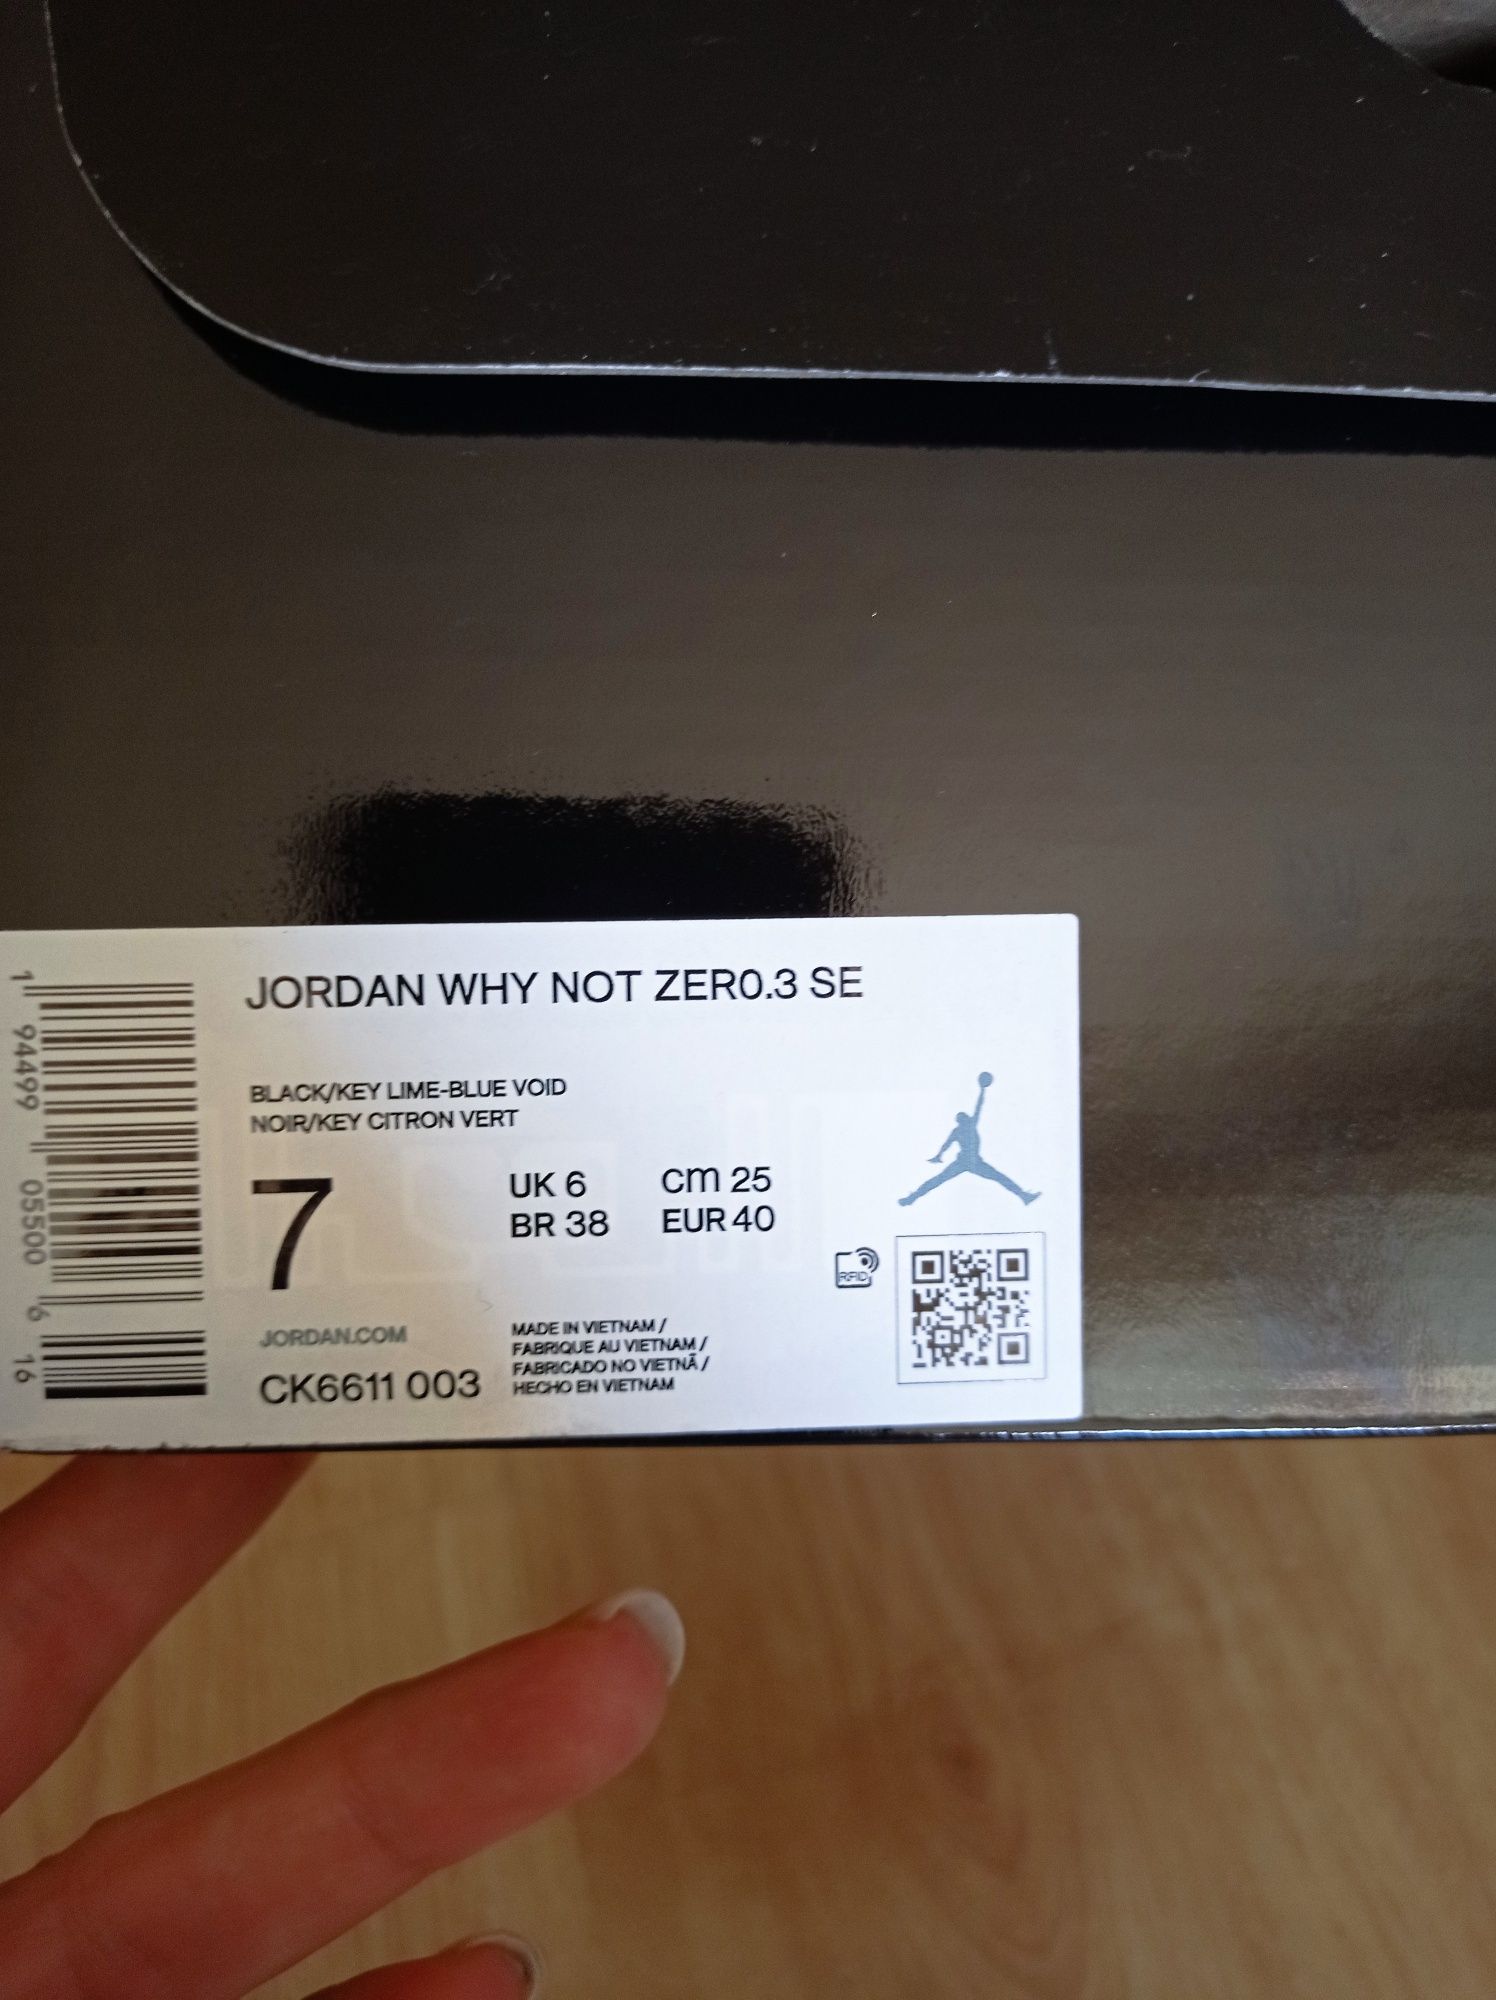 JORDAN WHY NOT ZER0.3 SE
BLACK/KEY LIME-BLUE VOID
NOIR/KEY CITRON VERT
7
UK 6
BR 38
cm 25
EUR 40
RFID
JORDAN.COM
CK6611 003
MADE IN VIETNAM /
FABRIQUE AU VIETNAM /
FABRICADO NO VIETNÃ /
HECHO EN VIETNAM
1 94499 05500 6 16